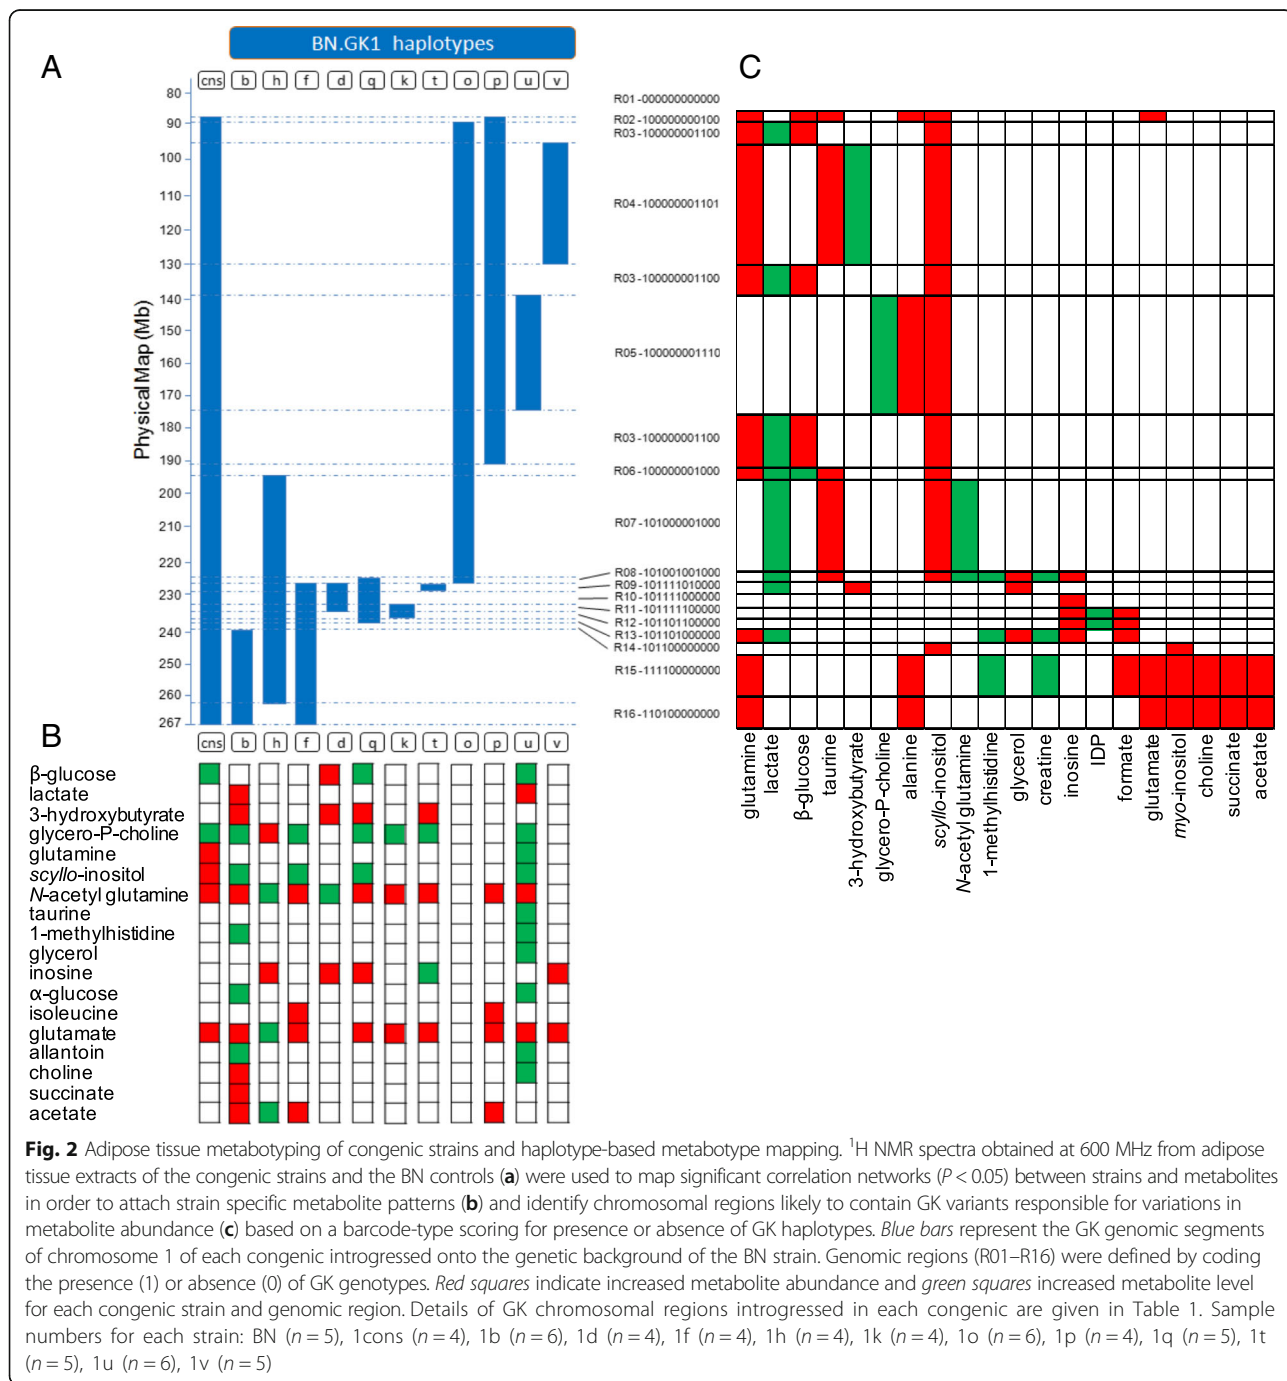 A
BN.GK1 haplotypes
cns b h f d q k t o p u v
Physical Map (Mb)
80
90
100
110
120
130
140
150
160
170
180
190
200
210
220
230
240
250
260
267
C
R01-000000000000
R02-100000000100
R03-100000001100
R04-100000001101
R03-100000001100
R05-100000001110
R03-100000001100
R06-100000001000
R07-101000001000
R08-101001001000
R09-101111010000
R10-101111000000
R11-101111100000
R12-101101100000
R13-101101000000
R14-101100000000
R15-111100000000
R16-110100000000
glutamine
lactate
β-glucose
taurine
3-hydroxybutyrate
glycero-P-choline
alanine
scyllo-inositol
N-acetyl glutamine
1-methylhistidine
glycerol
creatine
inosine
IDP
formate
glutamate
myo-inositol
choline
succinate
acetate
B
cns b h f d q k t o p u v
β-glucose
lactate
3-hydroxybutyrate
glycero-P-choline
glutamine
scyllo-inositol
N-acetyl glutamine
taurine
1-methylhistidine
glycerol
inosine
α-glucose
isoleucine
glutamate
allantoin
choline
succinate
acetate
Fig. 2 Adipose tissue metabotyping of congenic strains and haplotype-based metabotype mapping. ¹H NMR spectra obtained at 600 MHz from adipose
tissue extracts of the congenic strains and the BN controls (a) were used to map significant correlation networks (P < 0.05) between strains and metabolites
in order to attach strain specific metabolite patterns (b) and identify chromosomal regions likely to contain GK variants responsible for variations in
metabolite abundance (c) based on a barcode-type scoring for presence or absence of GK haplotypes. Blue bars represent the GK genomic segments
of chromosome 1 of each congenic introgressed onto the genetic background of the BN strain. Genomic regions (R01–R16) were defined by coding
the presence (1) or absence (0) of GK genotypes. Red squares indicate increased metabolite abundance and green squares increased metabolite level
for each congenic strain and genomic region. Details of GK chromosomal regions introgressed in each congenic are given in Table 1. Sample
numbers for each strain: BN (n = 5), 1cons (n = 4), 1b (n = 6), 1d (n = 4), 1f (n = 4), 1h (n = 4), 1k (n = 4), 1o (n = 6), 1p (n = 4), 1q (n = 5), 1t
(n = 5), 1u (n = 6), 1v (n = 5)